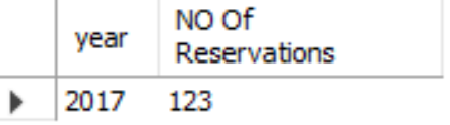 year
NO Of
Reservations
2017 123